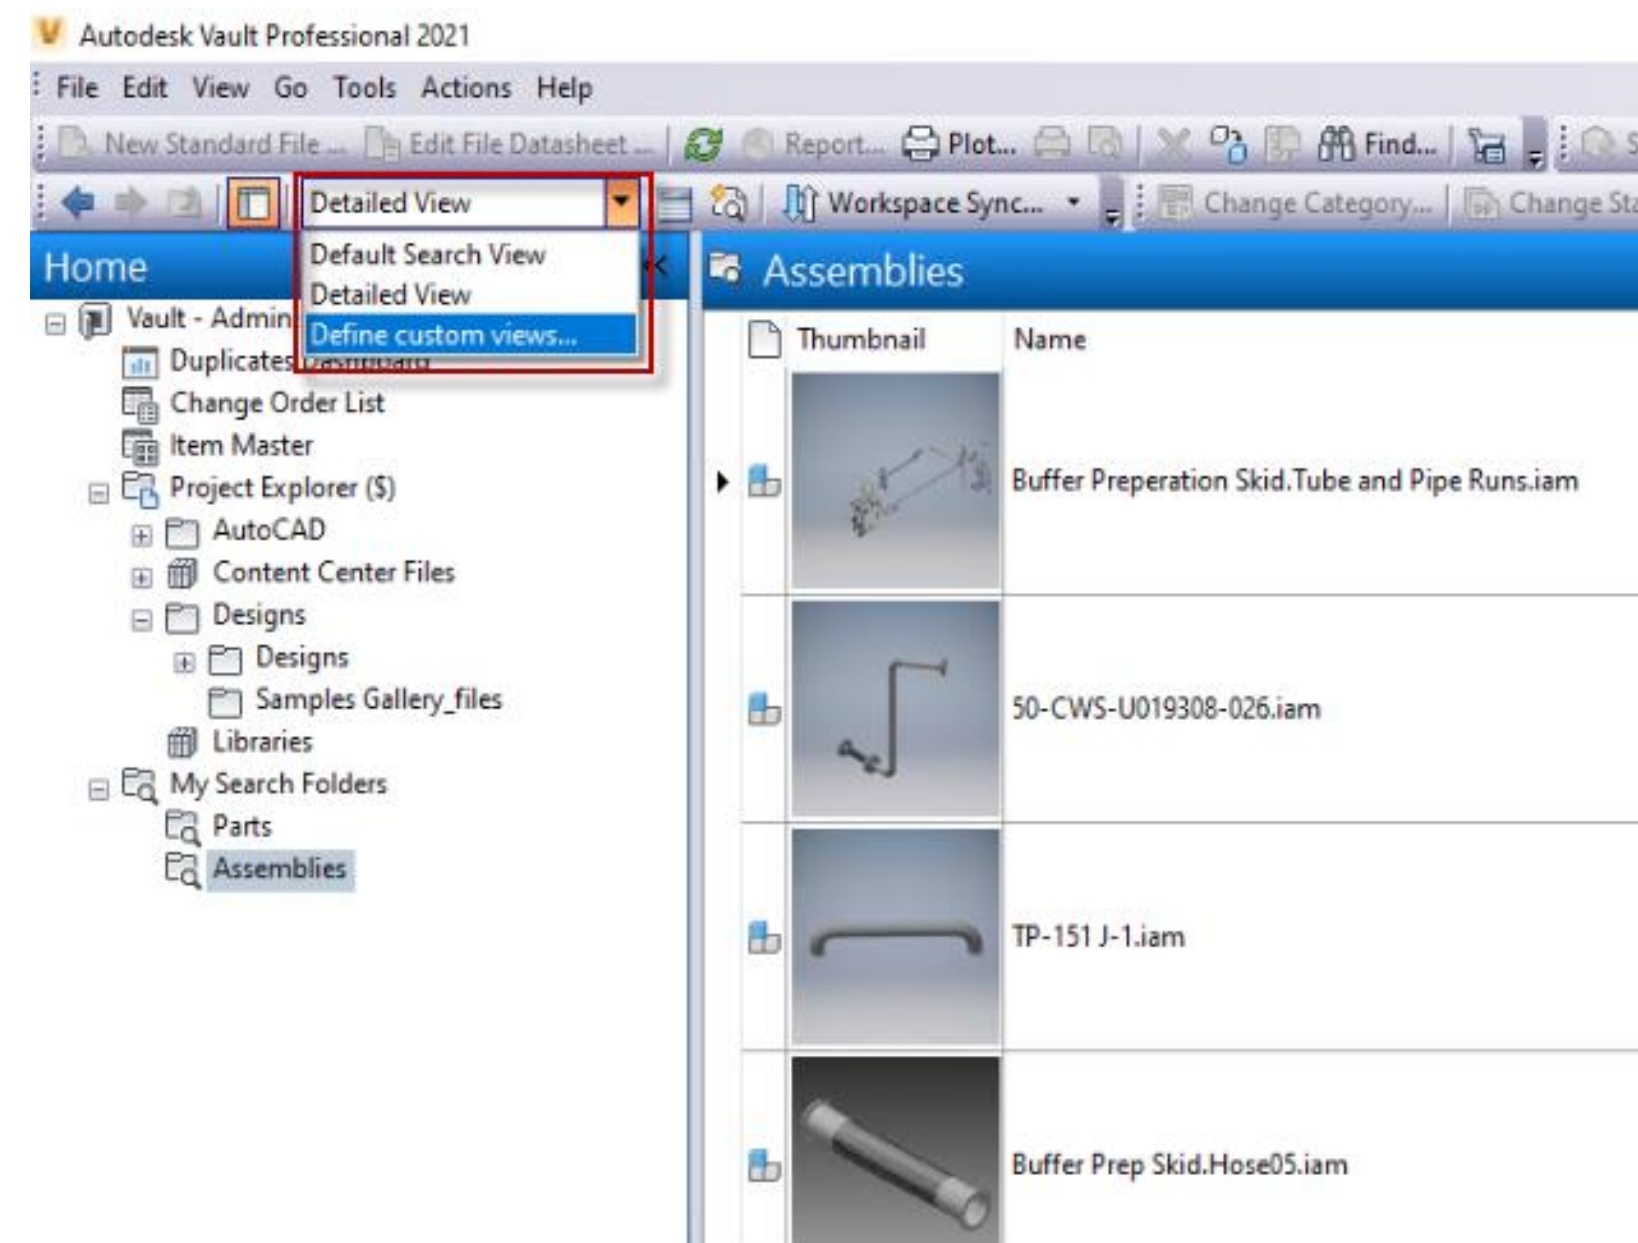 Autodesk Vault Professional 2021
File Edit View Go Tools Actions Help
New Standard File ... Edit File Datasheet ... Report... Plot... Find...
Detailed View Workspace Sync... Change Category... Change Sta
Default Search View
Detailed View
Define custom views...
Home
Vault - Admin
Duplicates Dashboard
Change Order List
Item Master
Project Explorer ($)
AutoCAD
Content Center Files
Designs
Designs
Samples Gallery_files
Libraries
My Search Folders
Parts
Assemblies
Assemblies
Thumbnail Name
Buffer Preperation Skid.Tube and Pipe Runs.iam
50-CWS-U019308-026.iam
TP-151 J-1.iam
Buffer Prep Skid.Hose05.iam